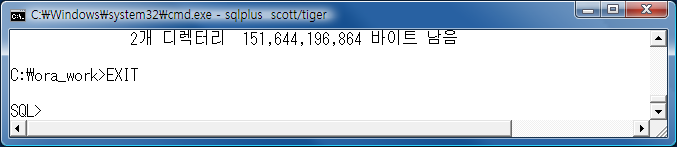 C:\Windows\system32\cmd.exe - sqlplus  scott/tiger
2개 디렉터리  151,644,196,864 바이트 남음
C:\ora_work>EXIT
SQL>